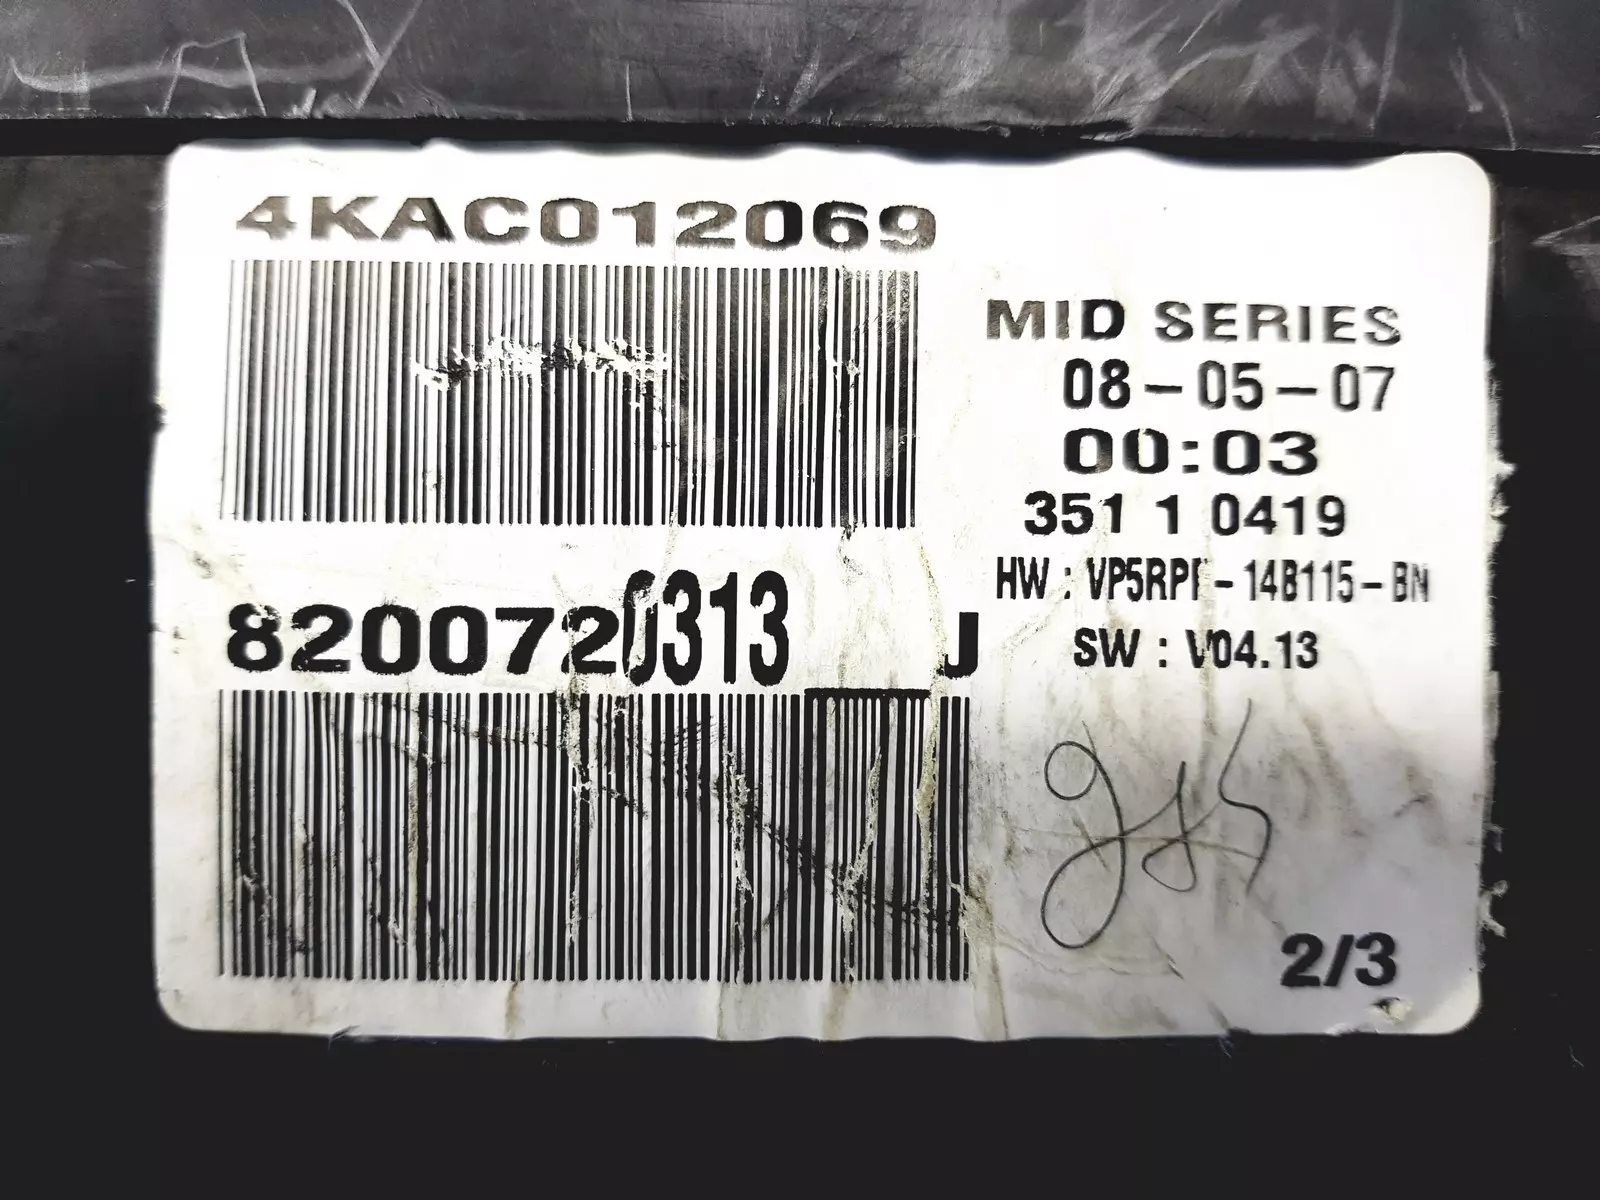 4KAC012069
MID SERIES
08-05-07
00:03
351 1 0419
HW : VP5RPF-14B115-BN
8200720313 ___J
SW : V04.13
2/3